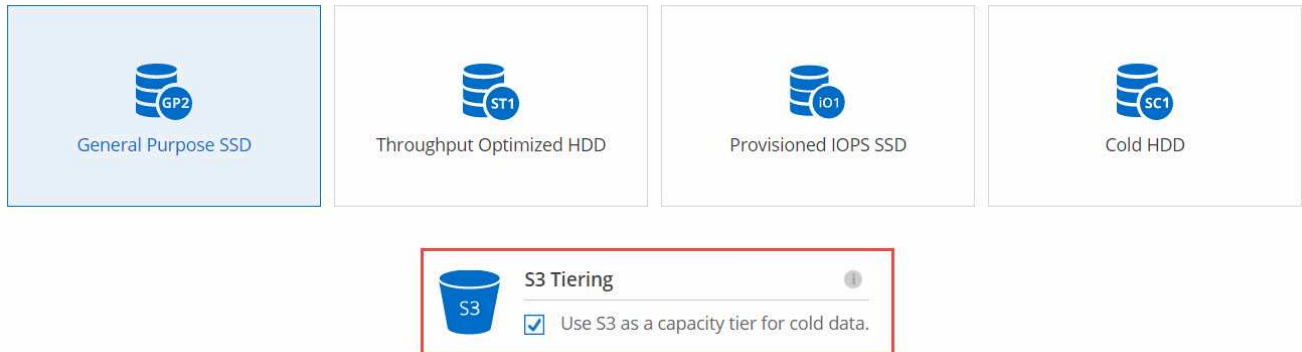 GP2
General Purpose SSD
ST1
Throughput Optimized HDD
iO1
Provisioned IOPS SSD
SC1
Cold HDD
S3
S3 Tiering
i
Use S3 as a capacity tier for cold data.